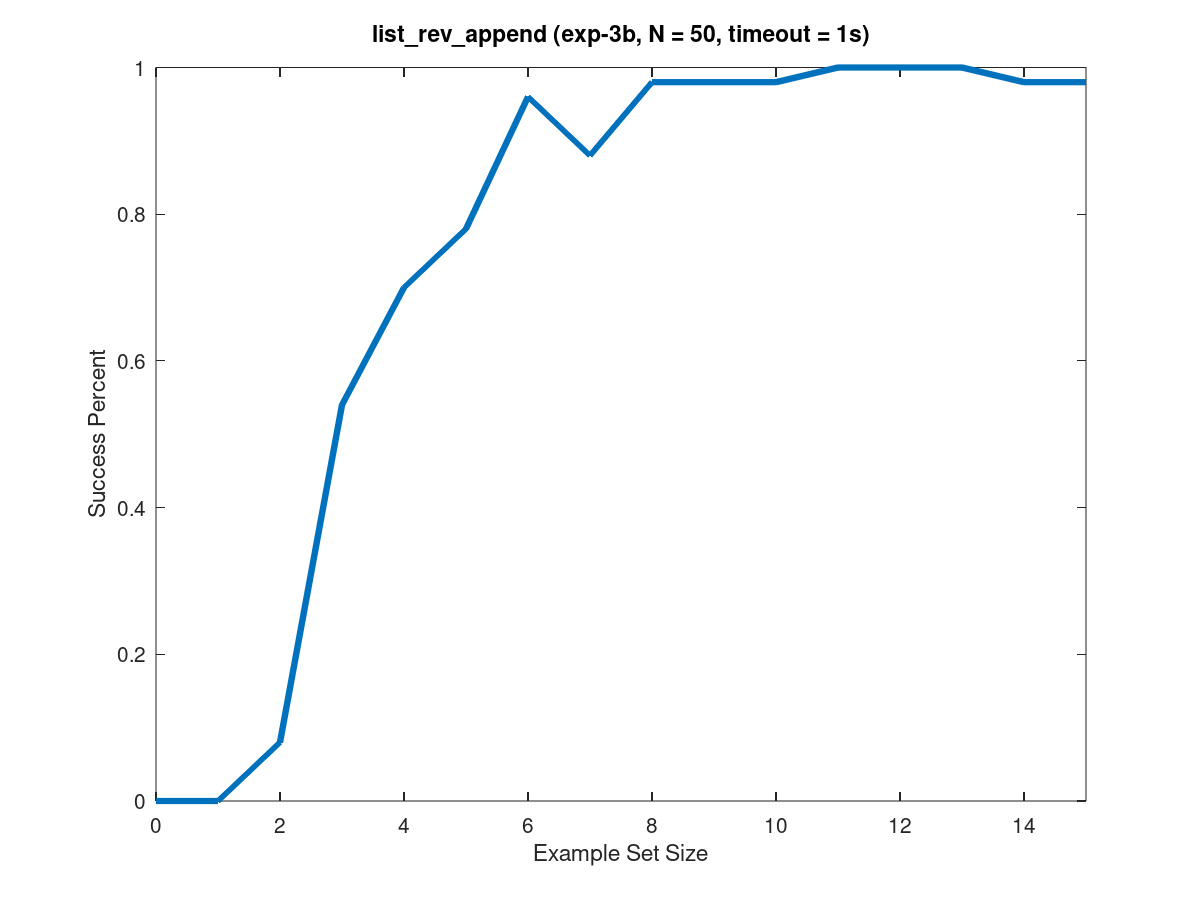 list_rev_append (exp-3b, N = 50, timeout = 1s)
1
0.8
0.6
0.4
0.2
0
Success Percent
0 2 4 6 8 10 12 14
Example Set Size